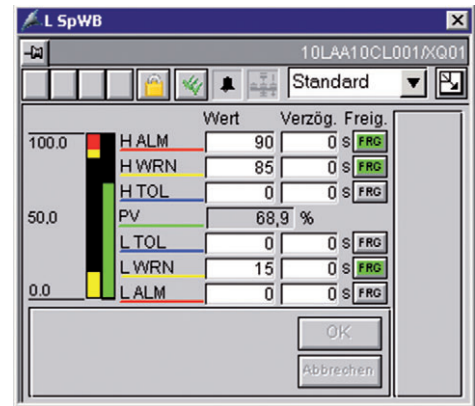 L SpWB
10LAA10CL001/XQ01
Standard
Wert Verzög. Freig.
100.0 H ALM 90 0 S FRG
H WRN 85 0 S FRG
H TOL 0 0 S FRG
50,0 PV 68,9 %
L TOL 0 0 S FRG
L WRN 15 0 S FRG
0.0 L ALM 0 0 S FRG
OK
Abbrechen